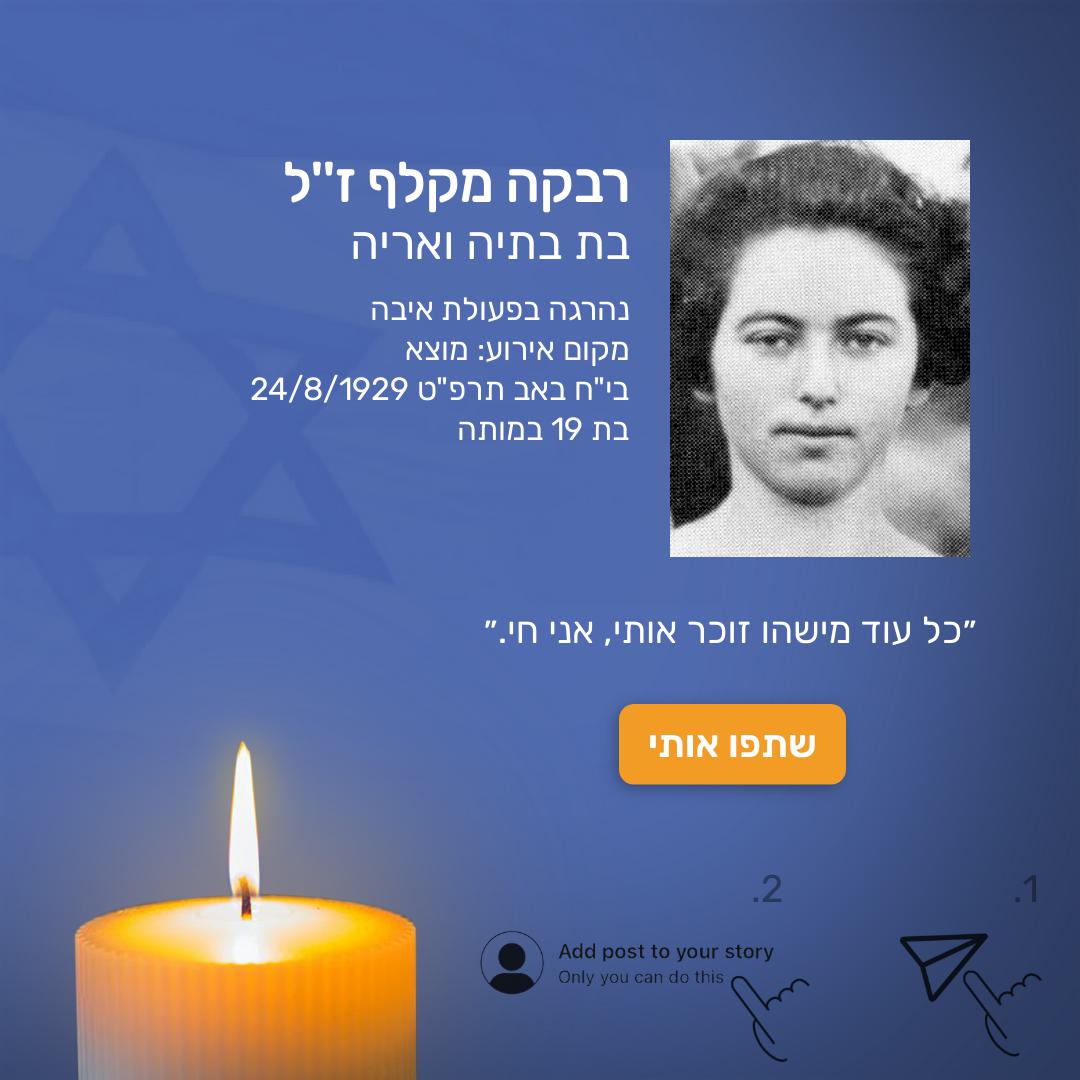 רבקה מקלף ז"ל
בת בתיה ואריה
נהרגה בפעולת איבה
מקום אירוע: מוצא
בי"ח באב תרפ"ט 24/8/1929
בת 19 במותה
״כל עוד מישהו זוכר אותי, אני חי.״
שתפו אותי
1.
2.
Add post to your story
Only you can do this